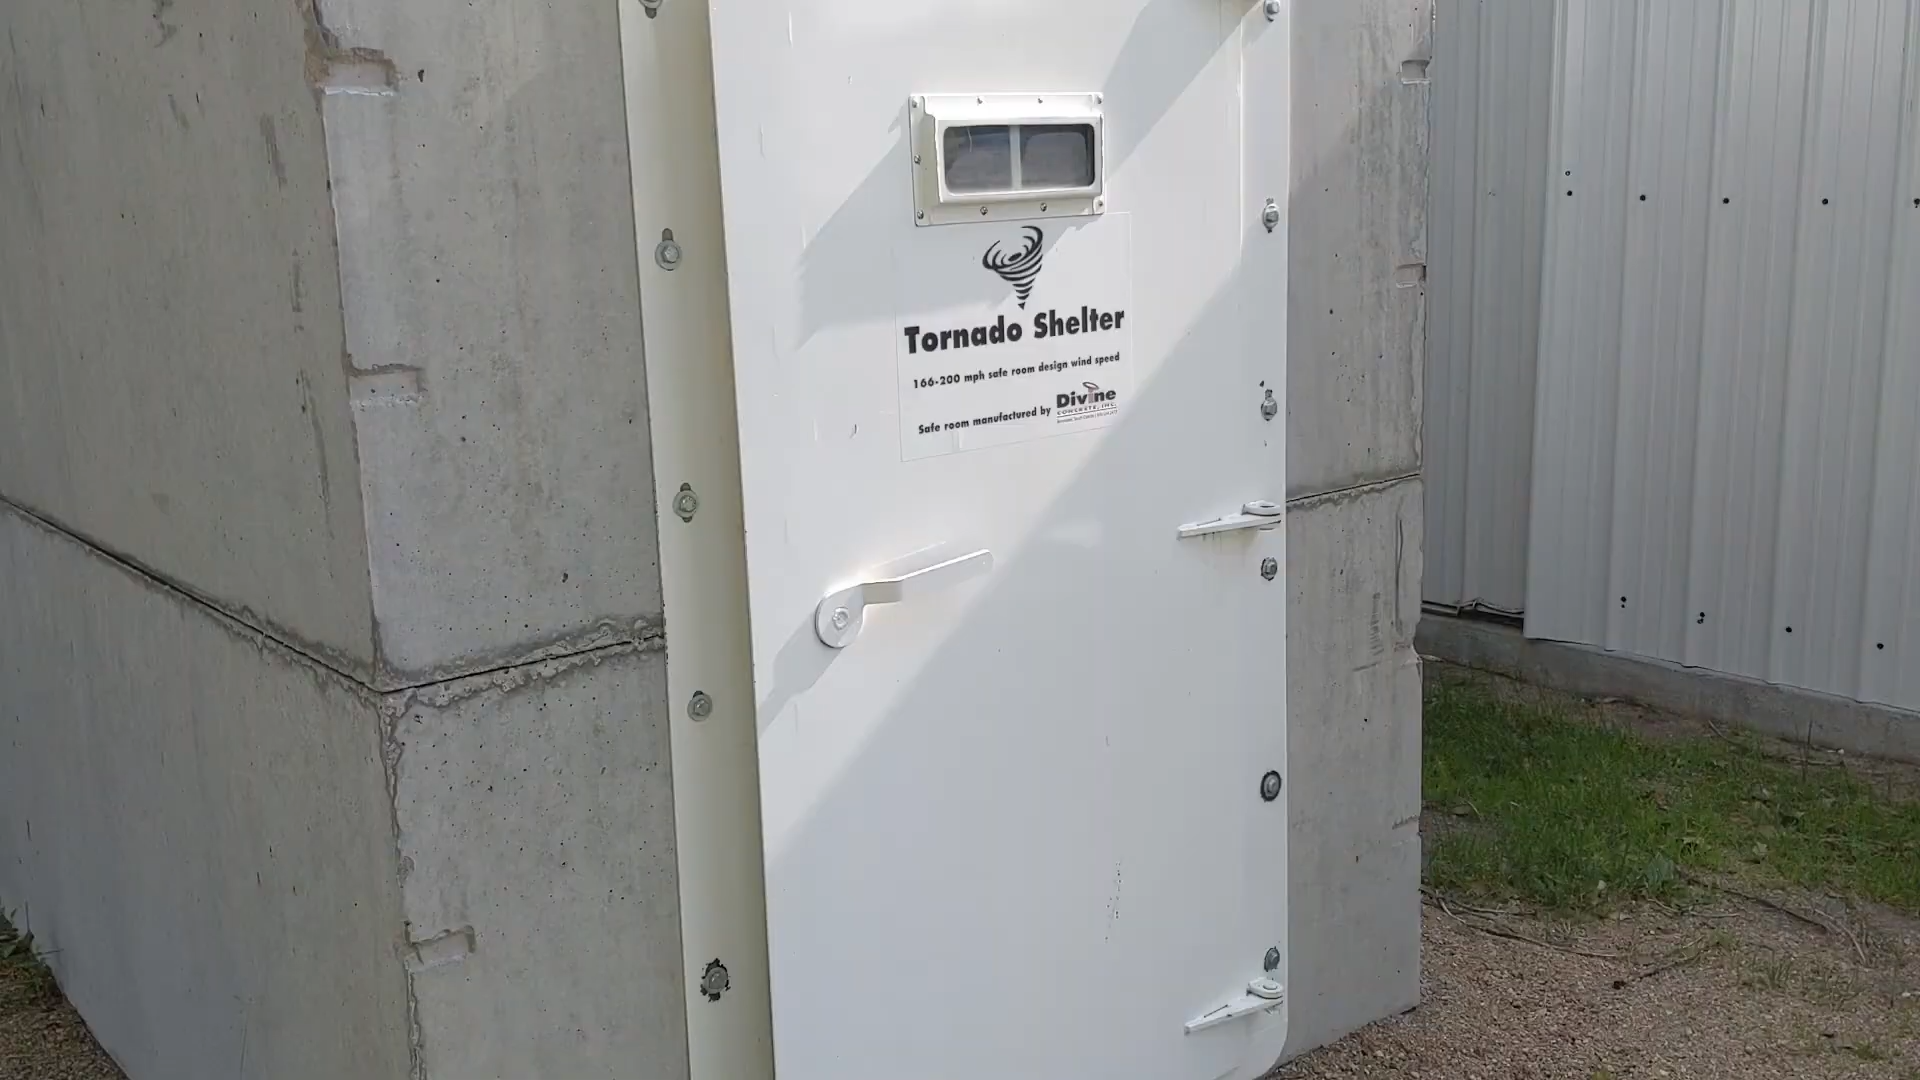 Tornado Shelter
166-200 mph safe room design wind speed
Safe room manufactured by Divine
CONCRETE, INC.